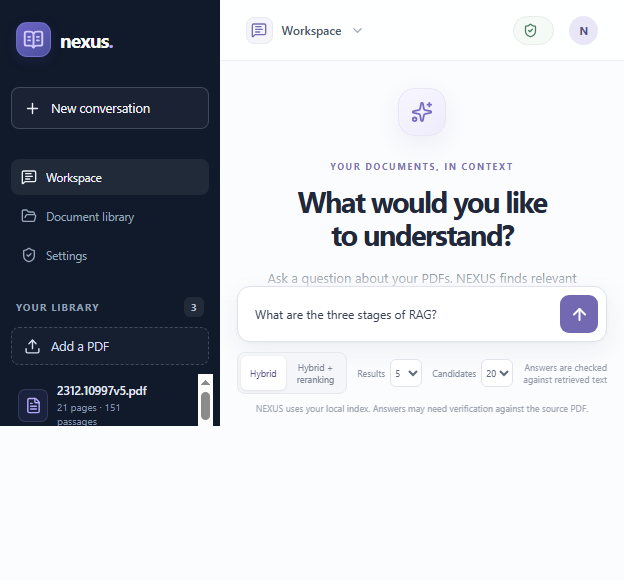 nexus.
New conversation
Workspace
Document library
Settings
YOUR LIBRARY 3
Add a PDF
2312.10997v5.pdf
21 pages · 151
passages
Workspace
N
YOUR DOCUMENTS, IN CONTEXT
What would you like
to understand?
Ask a question about your PDFs. NEXUS finds relevant
What are the three stages of RAG?
Hybrid
Hybrid +
reranking
Results 5
Candidates 20
Answers are checked
against retrieved text
NEXUS uses your local index. Answers may need verification against the source PDF.